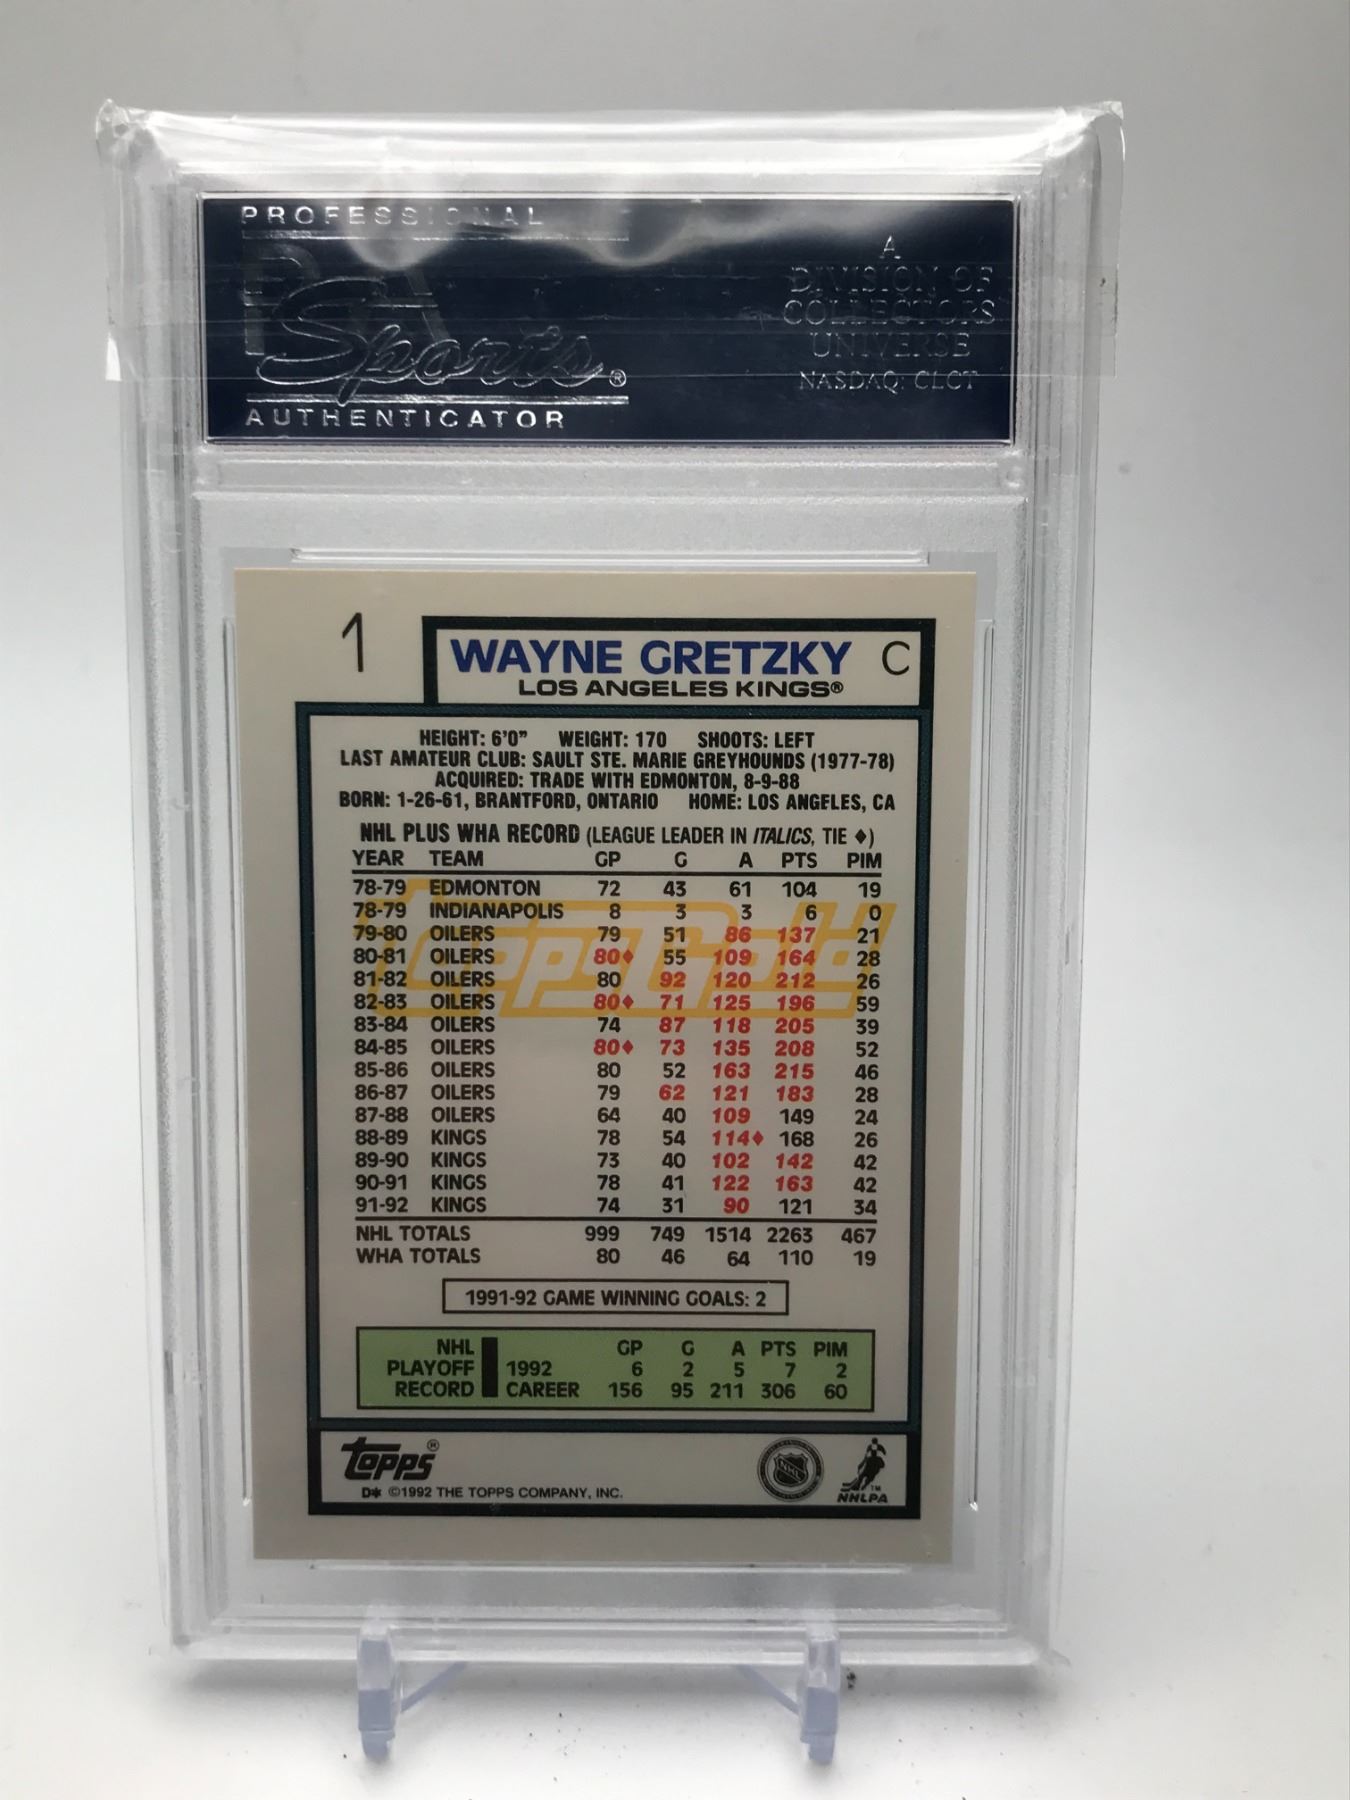 PROFESSIONAL
PSA
Sports®
AUTHENTICATOR
A
DIVISION OF
COLLECTORS
UNIVERSE
NASDAQ: CLCT
1
WAYNE GRETZKY C
LOS ANGELES KINGS®
HEIGHT: 6'0" WEIGHT: 170 SHOOTS: LEFT
LAST AMATEUR CLUB: SAULT STE. MARIE GREYHOUNDS (1977-78)
ACQUIRED: TRADE WITH EDMONTON, 8-9-88
BORN: 1-26-61, BRANTFORD, ONTARIO HOME: LOS ANGELES, CA
NHL PLUS WHA RECORD (LEAGUE LEADER IN ITALICS, TIE ♦)
YEAR TEAM GP G A PTS PIM
78-79 EDMONTON 72 43 61 104 19
78-79 INDIANAPOLIS 8 3 3 6 0
79-80 OILERS 79 51 86 137 21
80-81 OILERS 80♦ 55 109 164 28
81-82 OILERS 80 92 120 212 26
82-83 OILERS 80♦ 71 125 196 59
83-84 OILERS 74 87 118 205 39
84-85 OILERS 80♦ 73 135 208 52
85-86 OILERS 80 52 163 215 46
86-87 OILERS 79 62 121 183 28
87-88 OILERS 64 40 109 149 24
88-89 KINGS 78 54 114♦ 168 26
89-90 KINGS 73 40 102 142 42
90-91 KINGS 78 41 122 163 42
91-92 KINGS 74 31 90 121 34
NHL TOTALS 999 749 1514 2263 467
WHA TOTALS 80 46 64 110 19
ToppsGold
1991-92 GAME WINNING GOALS: 2
NHL GP G A PTS PIM
PLAYOFF 1992 6 2 5 7 2
RECORD CAREER 156 95 211 306 60
TOPPS®
D* ©1992 THE TOPPS COMPANY, INC.
NHL
TM
NHLPA